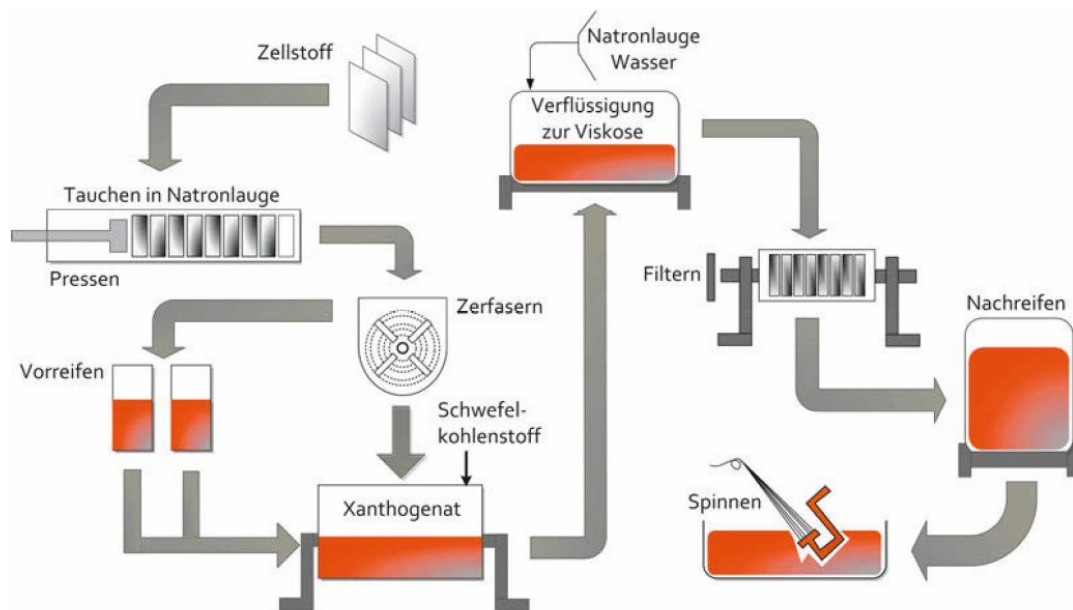 Zellstoff
Tauchen in Natronlauge
Pressen
Zerfasern
Vorreifen
Schwefel-
kohlenstoff
Xanthogenat
Natronlauge
Wasser
Verflüssigung
zur Viskose
Filtern
Nachreifen
Spinnen